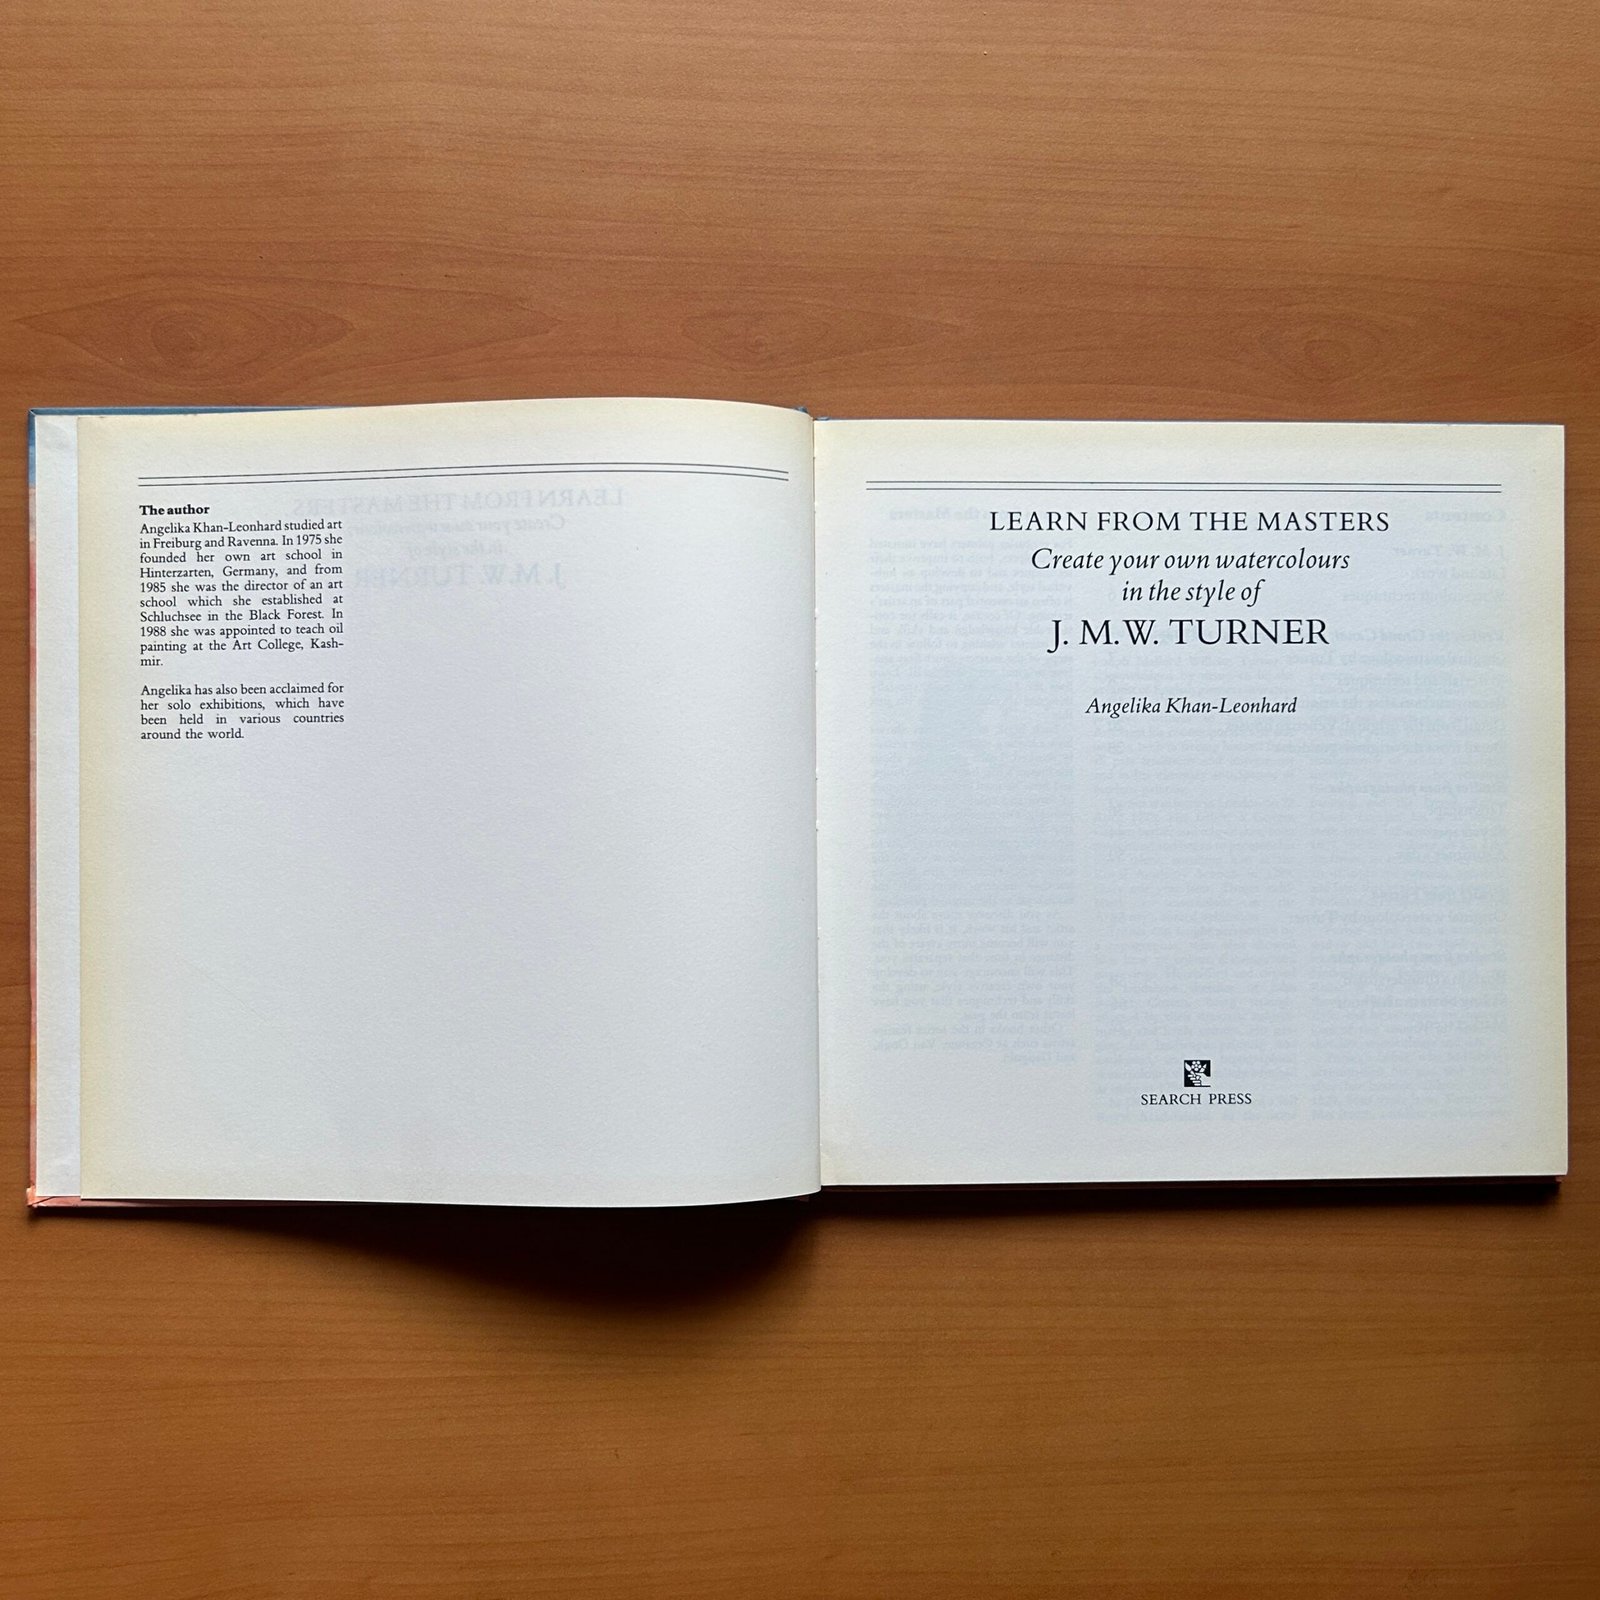 The author
Angelika Khan-Leonhard studied art
in Freiburg and Ravenna. In 1975 she
founded her own art school in
Hinterzarten, Germany, and from
1985 she was the director of an art
school which she established at
Schluchsee in the Black Forest. In
1988 she was appointed to teach oil
painting at the Art College, Kash-
mir.
Angelika has also been acclaimed for
her solo exhibitions, which have
been held in various countries
around the world.
LEARN FROM THE MASTERS
Create your own watercolours
in the style of
J. M.W. TURNER
Angelika Khan-Leonhard
SEARCH PRESS